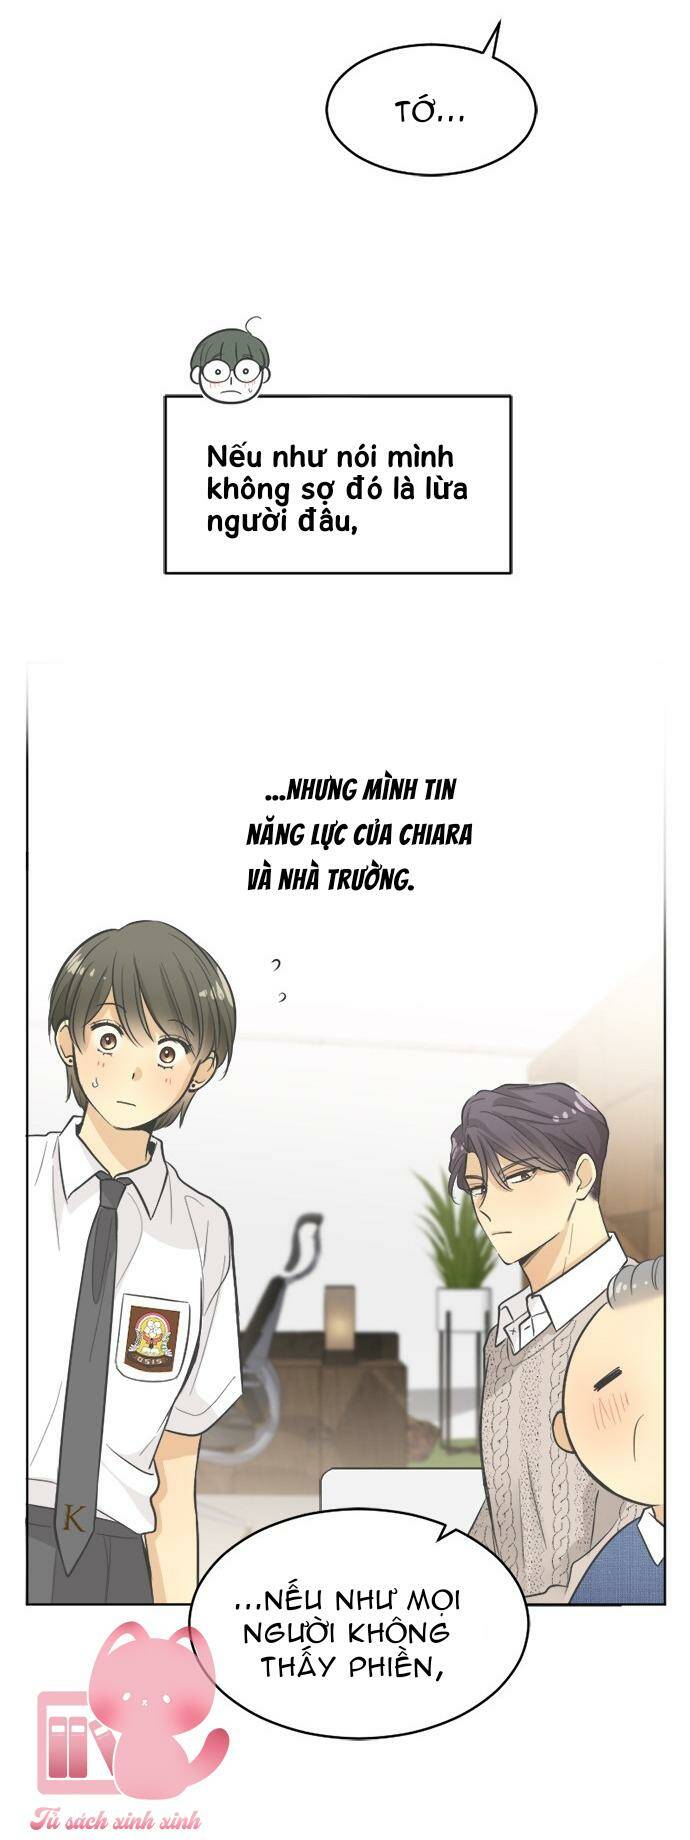 TỚ...
Nếu như nói mình
không sợ đó là lừa
người đâu,
...NHƯNG MÌNH TIN
NĂNG LỰC CỦA CHIARA
VÀ NHÀ TRƯỜNG.
OSIS
K
...NẾU NHƯ MỌI
NGƯỜI KHÔNG
THẤY PHIỀN,
Tủ sách xinh xinh